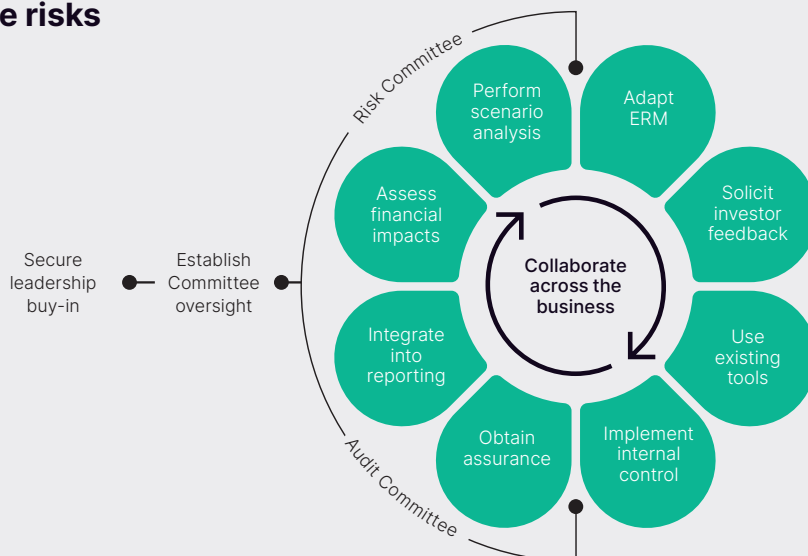 e risks
Risk Committee
Perform
scenario
analysis
Adapt
ERM
Assess
financial
impacts
Solicit
investor
feedback
Secure
leadership
buy-in
Establish
Committee
oversight
Collaborate
across the
business
Integrate
into
reporting
Use
existing
tools
Obtain
assurance
Implement
internal
control
Audit Committee